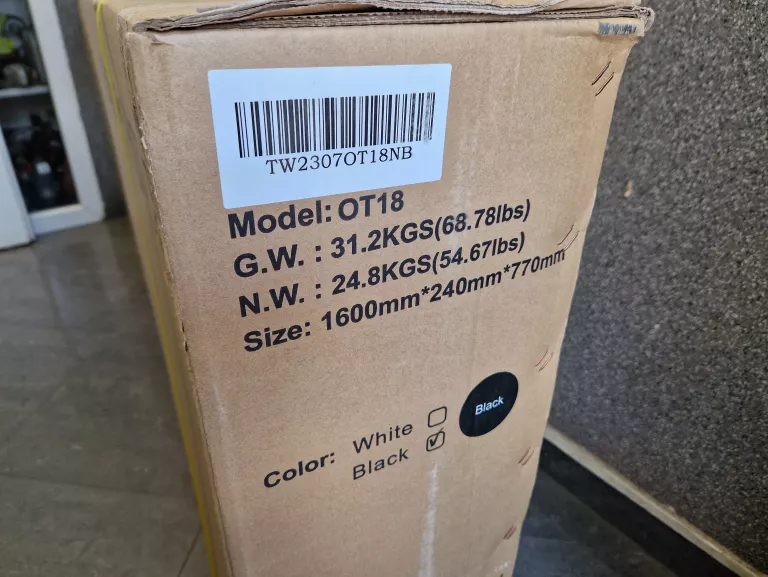 TW2307OT18NB
Model: OT18
G.W. : 31.2KGS(68.78lbs)
N.W. : 24.8KGS(54.67lbs)
Size: 1600mm*240mm*770mm
Color: White
Black
Black